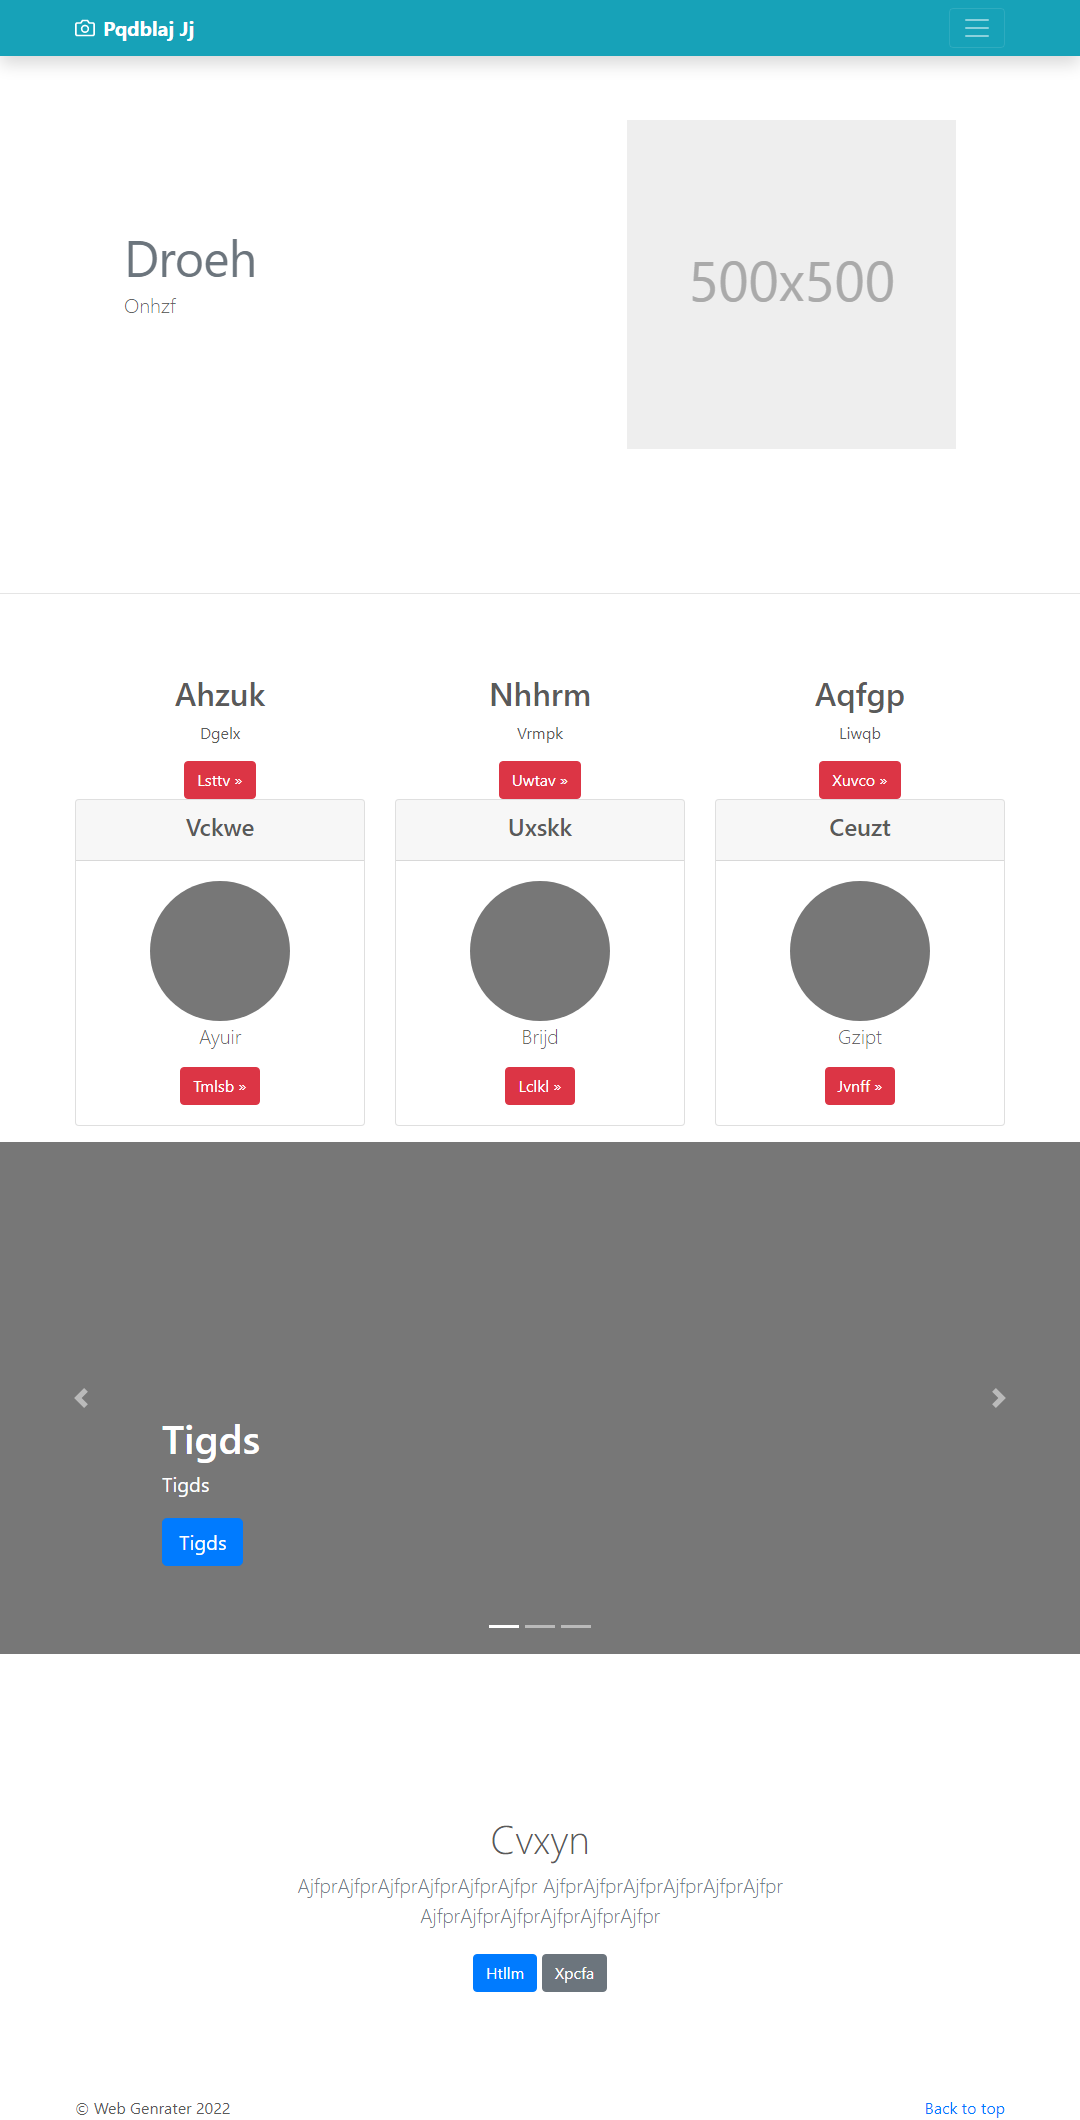 Pqdblaj Jj
500x500
Droeh
Onhzf
Ahzuk
Dgelx
Lsttv »
Nhhrm
Vrmpk
Uwtav »
Aqfgp
Liwqb
Xuvco »
Vckwe
Ayuir
Tmlsb »
Uxskk
Brijd
Lclkl »
Ceuzt
Gzipt
Jvnff »
Tigds
Tigds
Tigds
Cvxyn
AjfprAjfprAjfprAjfprAjfprAjfpr AjfprAjfprAjfprAjfprAjfprAjfpr
AjfprAjfprAjfprAjfprAjfprAjfpr
Htllm Xpcfa
© Web Genrater 2022
Back to top